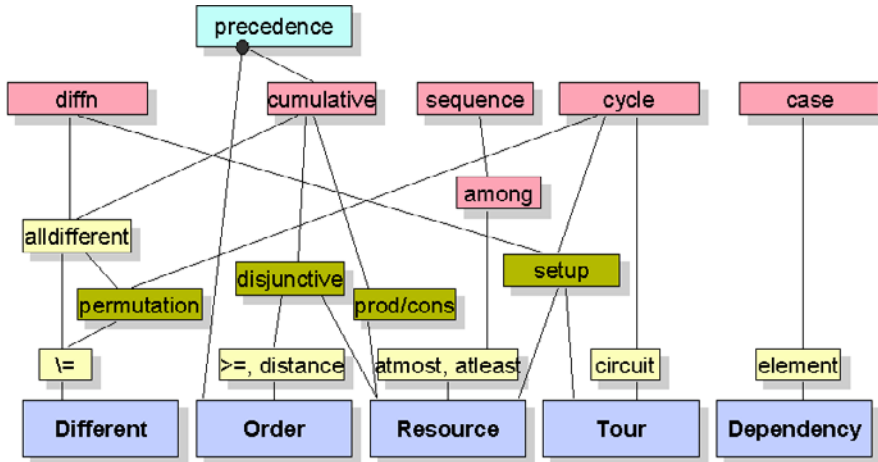 precedence
diffn
cumulative
sequence
cycle
case
among
alldifferent
disjunctive
setup
permutation
prod/cons
\=
>=, distance
atmost, atleast
circuit
element
Different
Order
Resource
Tour
Dependency